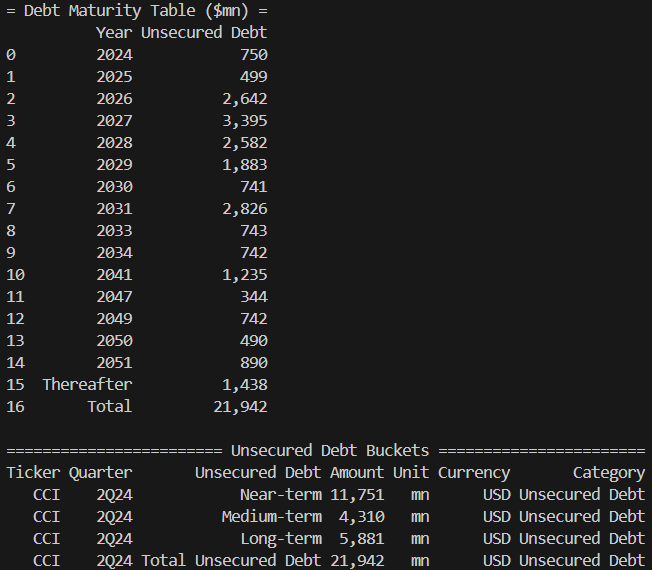 = Debt Maturity Table ($mn) =
Year Unsecured Debt
0 2024 750
1 2025 499
2 2026 2,642
3 2027 3,395
4 2028 2,582
5 2029 1,883
6 2030 741
7 2031 2,826
8 2033 743
9 2034 742
10 2041 1,235
11 2047 344
12 2049 742
13 2050 490
14 2051 890
15 Thereafter 1,438
16 Total 21,942
======================== Unsecured Debt Buckets =======================
Ticker Quarter Unsecured Debt Amount Unit Currency Category
CCI 2Q24 Near-term 11,751 mn USD Unsecured Debt
CCI 2Q24 Medium-term 4,310 mn USD Unsecured Debt
CCI 2Q24 Long-term 5,881 mn USD Unsecured Debt
CCI 2Q24 Total Unsecured Debt 21,942 mn USD Unsecured Debt